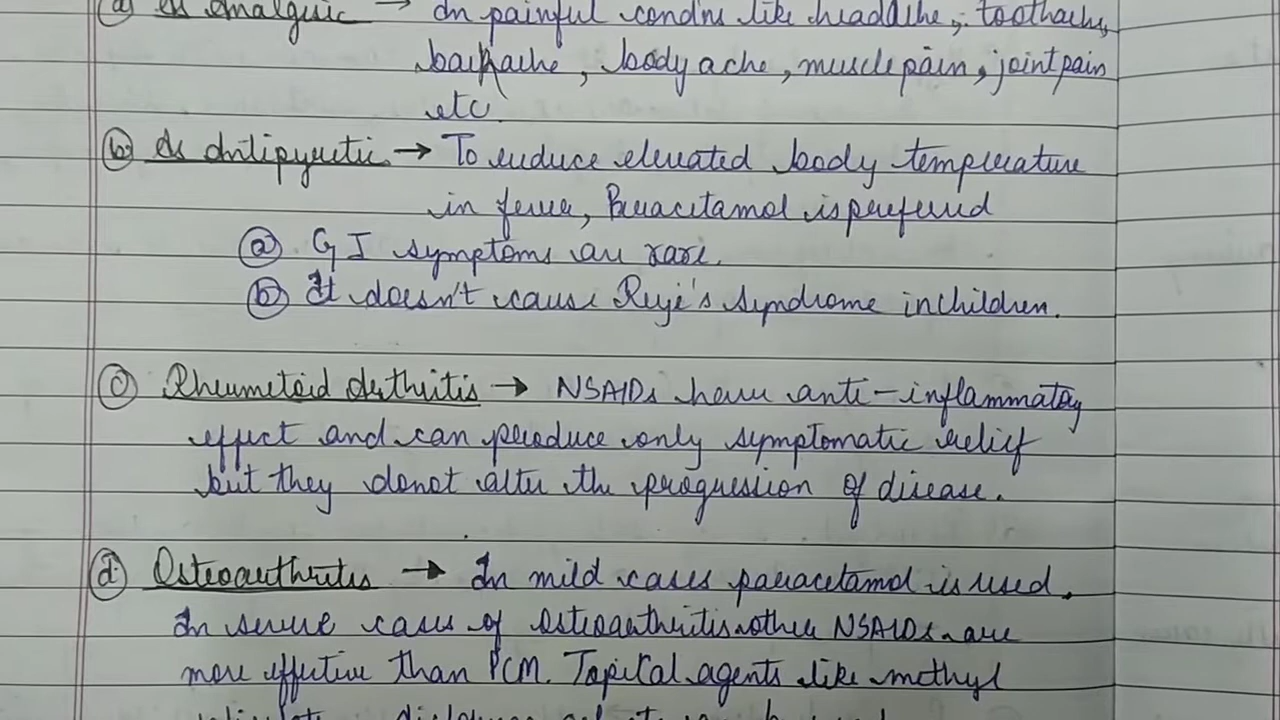 (a) As Analgesic → In painful condns like headache, toothache,
backache, body ache, muscle pain, joint pain
etc
(b) As Antipyretic → To reduce elevated body temperature
in fever, Paracetamol is preferred
(a) GI symptoms are rare.
(b) It doesn't cause Reye's Syndrome in children.
(c) Rheumetoid Arthritis → NSAIDs have anti-inflammatory
effect and can produce only symptomatic relief
but they donot alter the progression of disease.
(d) Osteoarthritis → In mild cases paracetamol is used.
In severe cases of Osteoarthritis other NSAIDs are
more effective than PCM. Topical agents like methyl